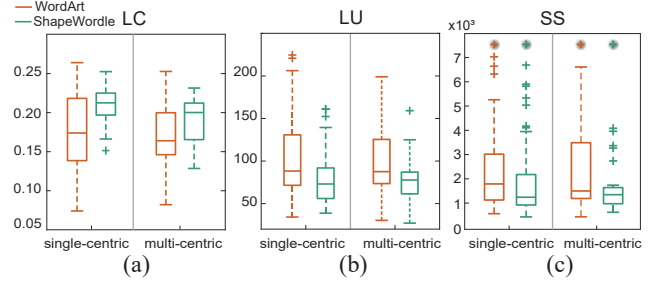 WordArt
ShapeWordle
LC
0.25
0.20
0.15
0.10
0.05
single-centric
multi-centric
(a)
LU
200
150
100
50
single-centric
multi-centric
(b)
SS
×10³
7
6
5
4
3
2
1
0
single-centric
multi-centric
(c)